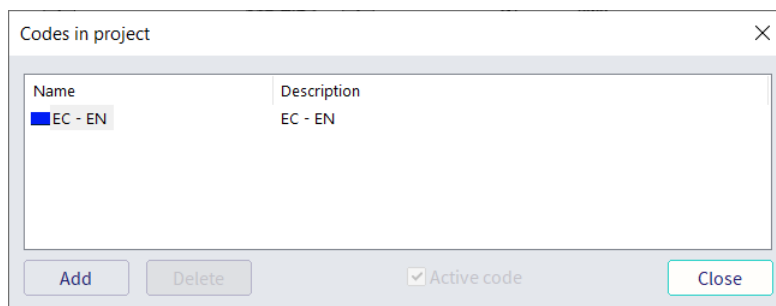 Codes in project
Name Description
EC - EN EC - EN
Add Delete Active code Close